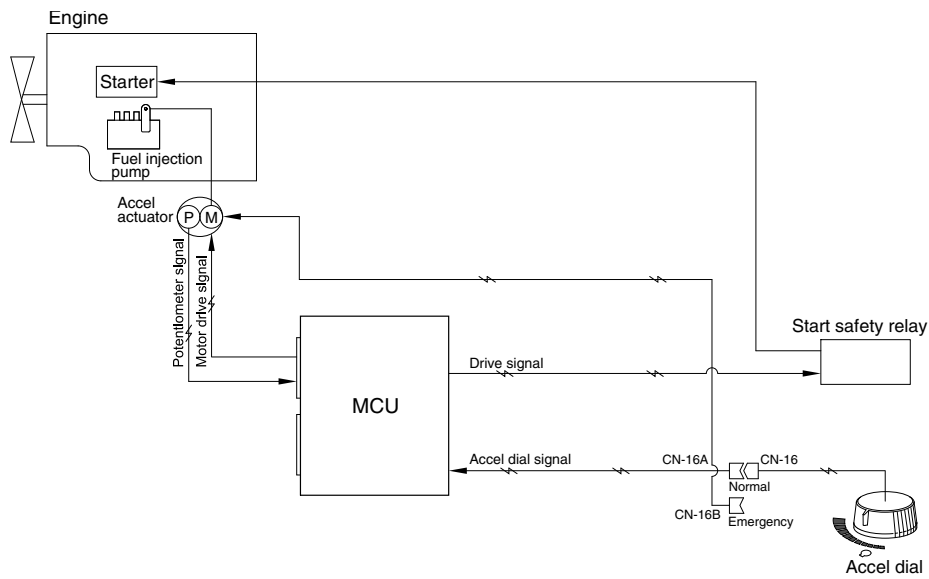 Engine
Starter
Fuel injection
pump
Accel
actuator
P
M
Potentiometer signal
Motor drive signal
Start safety relay
Drive signal
MCU
Accel dial signal
CN-16A
CN-16
Normal
CN-16B
Emergency
Accel dial